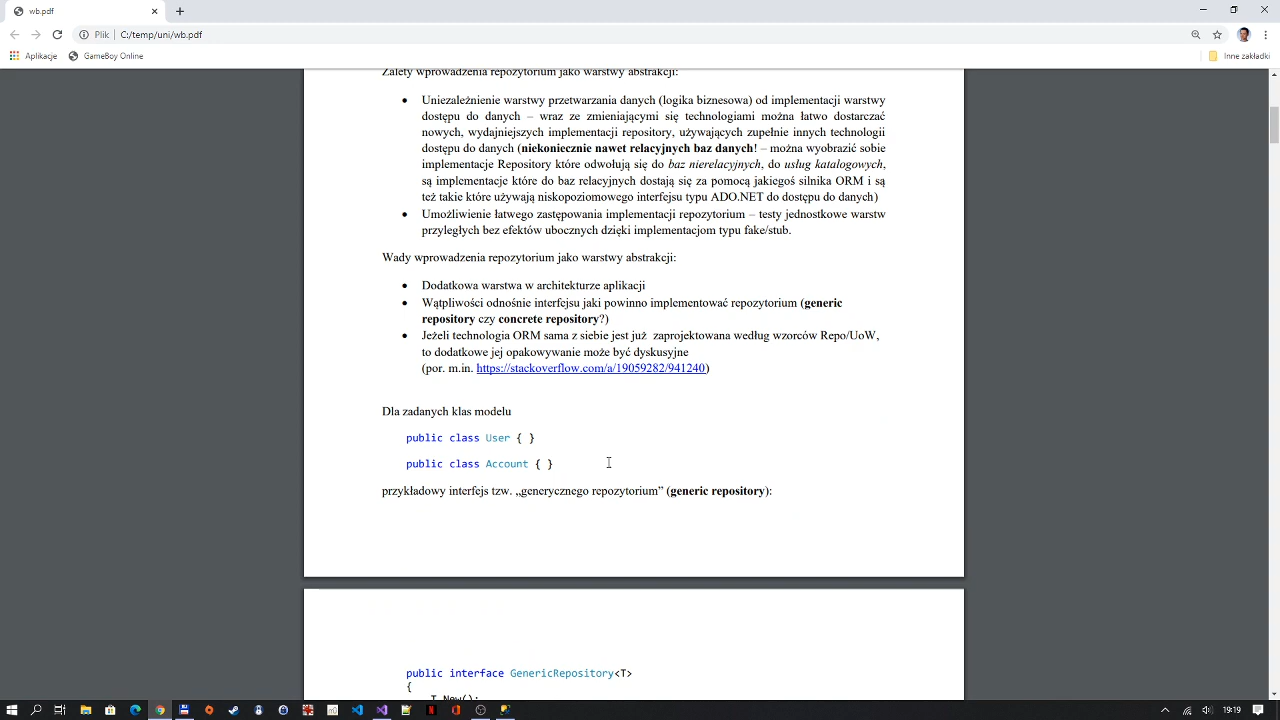 wb.pdf
Plik | C:/temp/uni/wb.pdf
Aplikacje GameBoy Online Inne zakładki
Zalety wprowadzenia repozytorium jako warstwy abstrakcji:
• Uniezależnienie warstwy przetwarzania danych (logika biznesowa) od implementacji warstwy
dostępu do danych – wraz ze zmieniającymi się technologiami można łatwo dostarczać
nowych, wydajniejszych implementacji repository, używających zupełnie innych technologii
dostępu do danych (niekoniecznie nawet relacyjnych baz danych! – można wyobrazić sobie
implementacje Repository które odwołują się do baz nierelacyjnych, do usług katalogowych,
są implementacje które do baz relacyjnych dostają się za pomocą jakiegoś silnika ORM i są
też takie które używają niskopoziomowego interfejsu typu ADO.NET do dostępu do danych)
• Umożliwienie łatwego zastępowania implementacji repozytorium – testy jednostkowe warstw
przyległych bez efektów ubocznych dzięki implementacjom typu fake/stub.
Wady wprowadzenia repozytorium jako warstwy abstrakcji:
• Dodatkowa warstwa w architekturze aplikacji
• Wątpliwości odnośnie interfejsu jaki powinno implementować repozytorium (generic
repository czy concrete repository?)
• Jeżeli technologia ORM sama z siebie jest już zaprojektowana według wzorców Repo/UoW,
to dodatkowe jej opakowywanie może być dyskusyjne
(por. m.in. https://stackoverflow.com/a/19059282/941240)
Dla zadanych klas modelu
public class User { }
public class Account { }
przykładowy interfejs tzw. „generycznego repozytorium” (generic repository):
public interface GenericRepository<T>
{
T New();
19:19